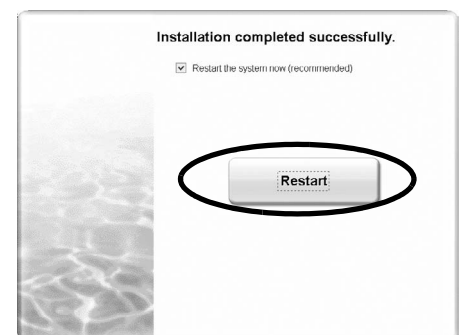 Installation completed successfully.
Restart the system now (recommended)
Restart